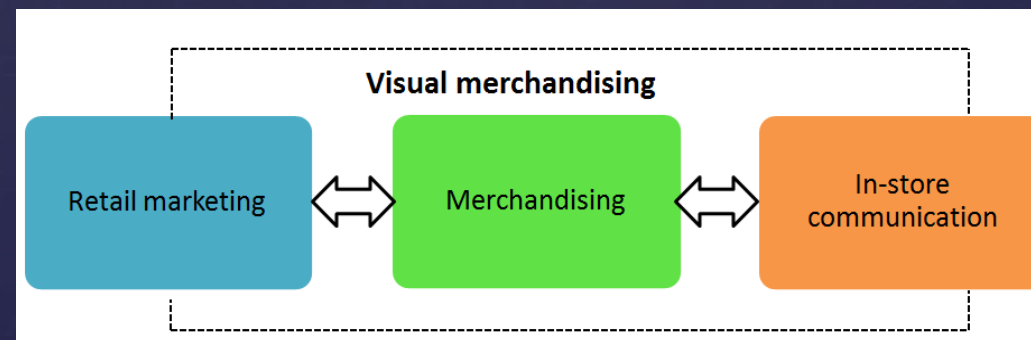 Visual merchandising
Retail marketing
Merchandising
In-store
communication